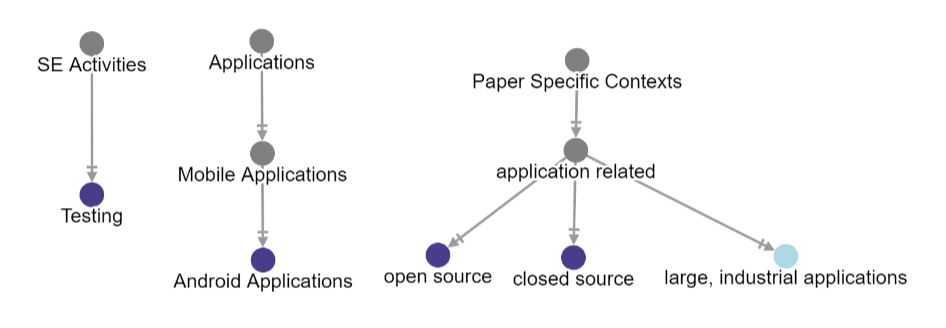 SE Activities
Applications
Paper Specific Contexts
Mobile Applications
application related
Testing
Android Applications
open source
closed source
large, industrial applications